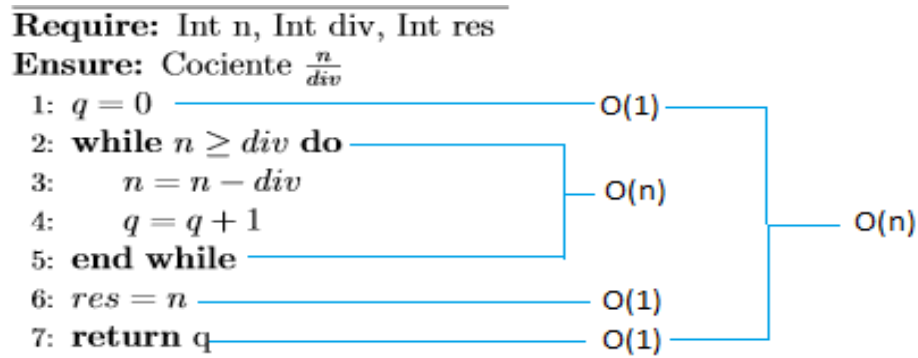 Require: Int n, Int div, Int res
Ensure: Cociente n/div
1: q = 0 O(1)
2: while n ≥ div do
3: n = n − div O(n)
4: q = q + 1 O(n)
5: end while
6: res = n O(1)
7: return q O(1)